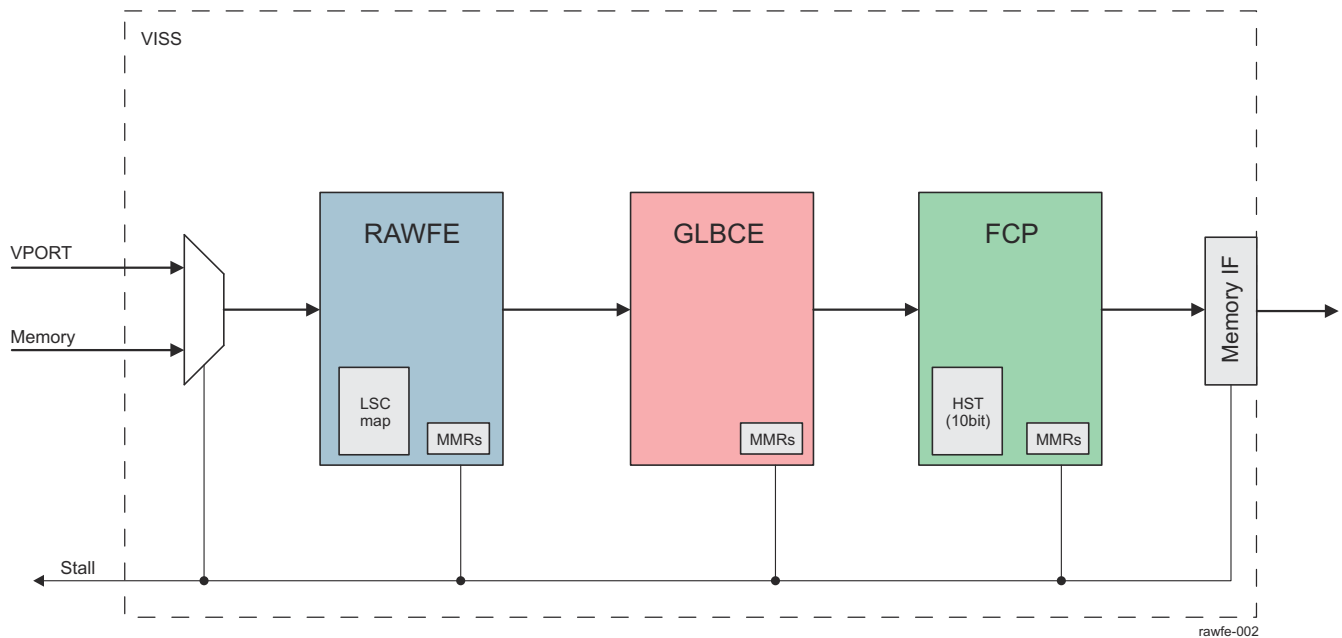 VISS
VPORT
Memory
RAWFE
LSC
map
MMRs
GLBCE
MMRs
FCP
HST
(10bit)
MMRs
Memory IF
Stall
rawfe-002